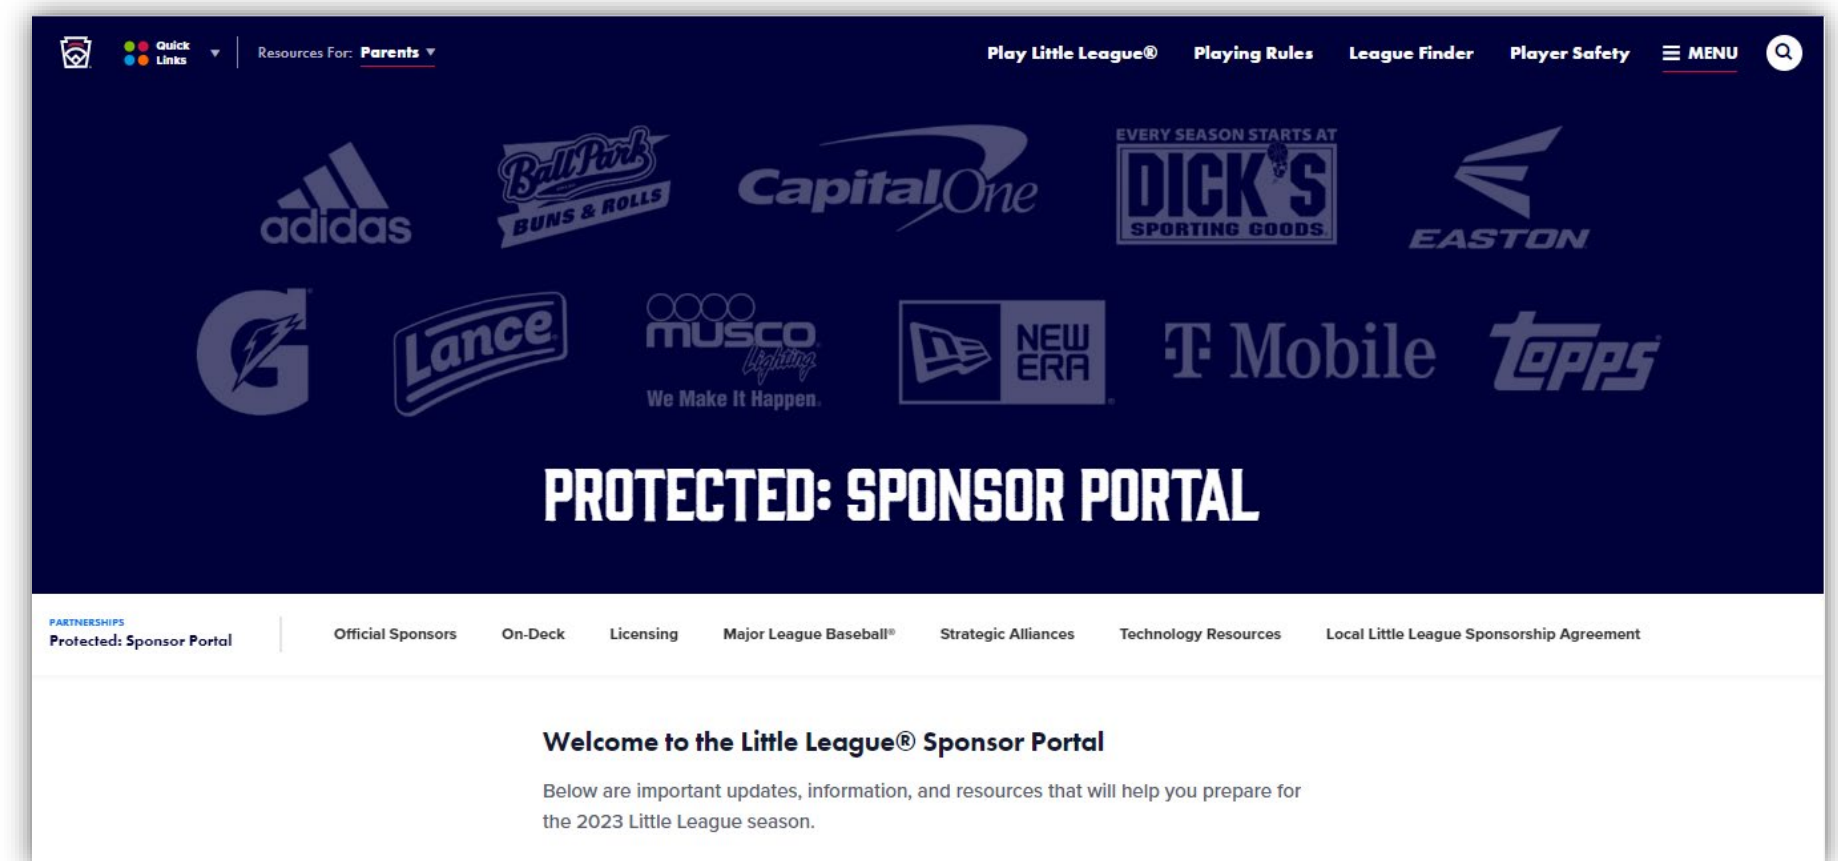 Quick
Links
Resources For: Parents
Play Little League® Playing Rules League Finder Player Safety MENU
adidas
Ball Park
BUNS & ROLLS
Capital One
EVERY SEASON STARTS AT
DICK'S
SPORTING GOODS
EASTON
G
Lance
musco
Lighting
We Make It Happen.
NEW
ERA
T Mobile
Topps
PROTECTED: SPONSOR PORTAL
PARTNERSHIPS
Protected: Sponsor Portal
Official Sponsors On-Deck Licensing Major League Baseball® Strategic Alliances Technology Resources Local Little League Sponsorship Agreement
Welcome to the Little League® Sponsor Portal
Below are important updates, information, and resources that will help you prepare for
the 2023 Little League season.